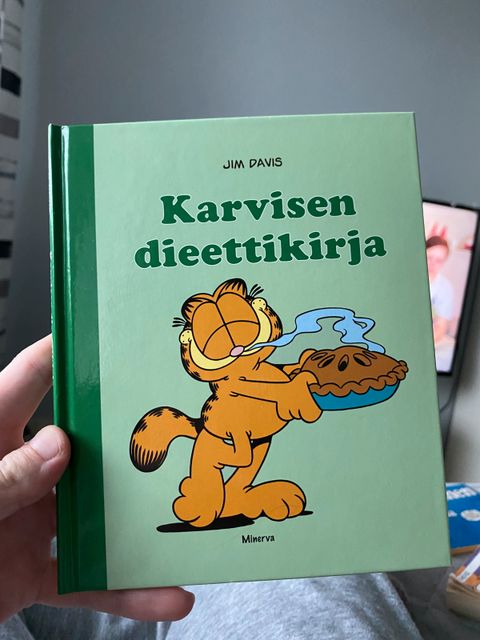 JIM DAVIS
Karvisen
dieettikirja
Minerva